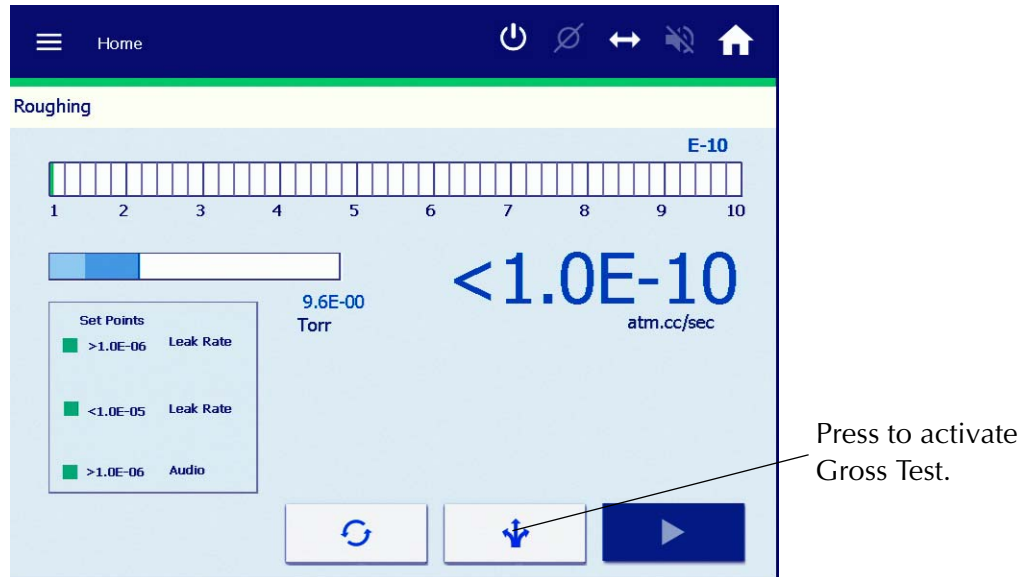 Home
Roughing
E-10
1 2 3 4 5 6 7 8 9 10
<1.0E-10
atm.cc/sec
9.6E-00
Torr
Set Points
>1.0E-06 Leak Rate
<1.0E-05 Leak Rate
>1.0E-06 Audio
Press to activate
Gross Test.